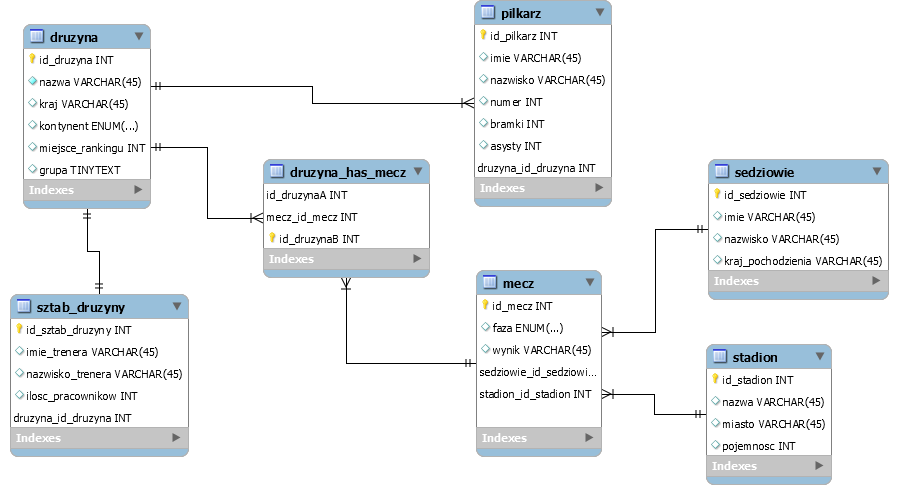 druzyna
id_druzyna INT
nazwa VARCHAR(45)
kraj VARCHAR(45)
kontynent ENUM(...)
miejsce_rankingu INT
grupa TINYTEXT
Indexes
pilkarz
id_pilkarz INT
imie VARCHAR(45)
nazwisko VARCHAR(45)
numer INT
bramki INT
asysty INT
druzyna_id_druzyna INT
Indexes
druzyna_has_mecz
id_druzynaA INT
mecz_id_mecz INT
id_druzynaB INT
Indexes
sedziowie
id_sedziowie INT
imie VARCHAR(45)
nazwisko VARCHAR(45)
kraj_pochodzenia VARCHAR(45)
Indexes
sztab_druzyny
id_sztab_druzyny INT
imie_trenera VARCHAR(45)
nazwisko_trenera VARCHAR(45)
ilosc_pracownikow INT
druzyna_id_druzyna INT
Indexes
mecz
id_mecz INT
faza ENUM(...)
wynik VARCHAR(45)
sedziowie_id_sedziowi...
stadion_id_stadion INT
Indexes
stadion
id_stadion INT
nazwa VARCHAR(45)
miasto VARCHAR(45)
pojemnosc INT
Indexes